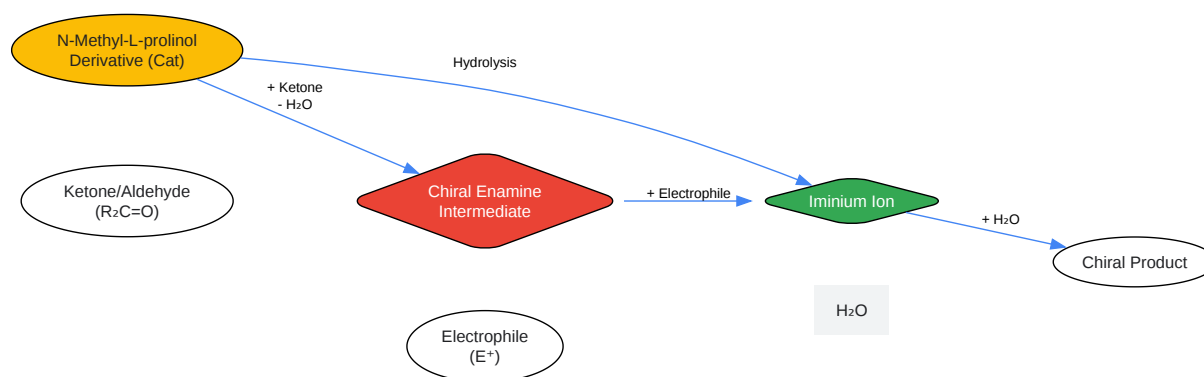 N-Methyl-L-prolinol
Derivative (Cat)
Hydrolysis
+ Ketone
- H₂O
Ketone/Aldehyde
(R₂C=O)
Chiral Enamine
Intermediate
+ Electrophile
Iminium Ion
+ H₂O
Chiral Product
H₂O
Electrophile
(E⁺)